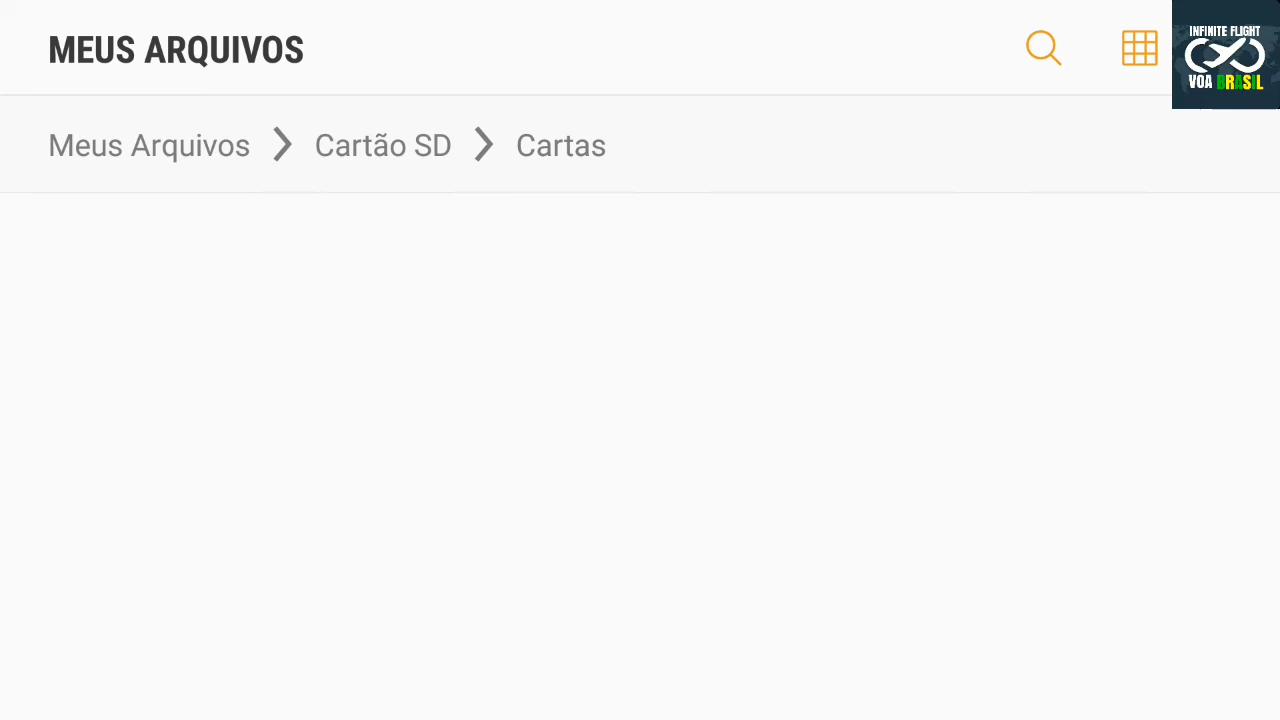 MEUS ARQUIVOS
INFINITE FLIGHT
VOA BRASIL
Meus Arquivos
Cartão SD
Cartas